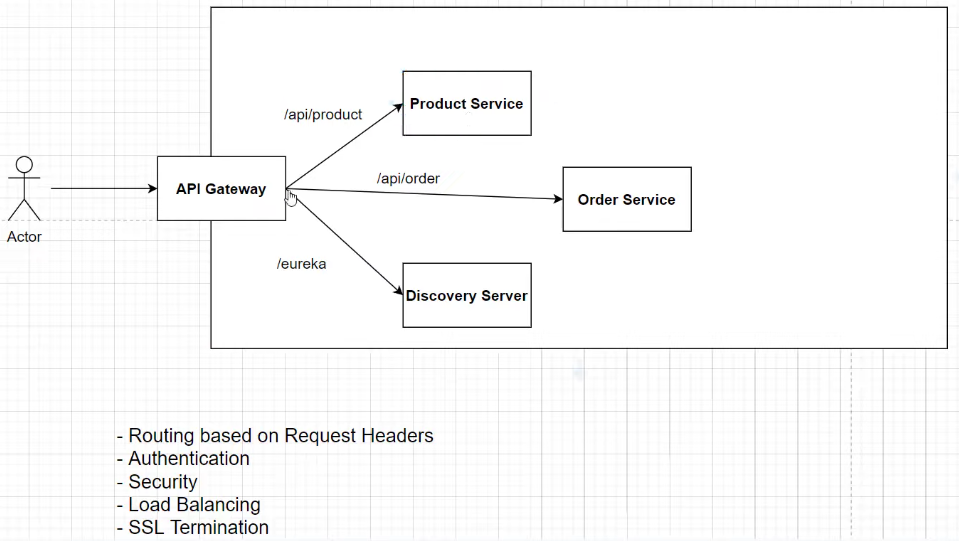 Product Service
/api/product
API Gateway
/api/order
Order Service
Actor
/eureka
Discovery Server
- Routing based on Request Headers
- Authentication
- Security
- Load Balancing
- SSL Termination